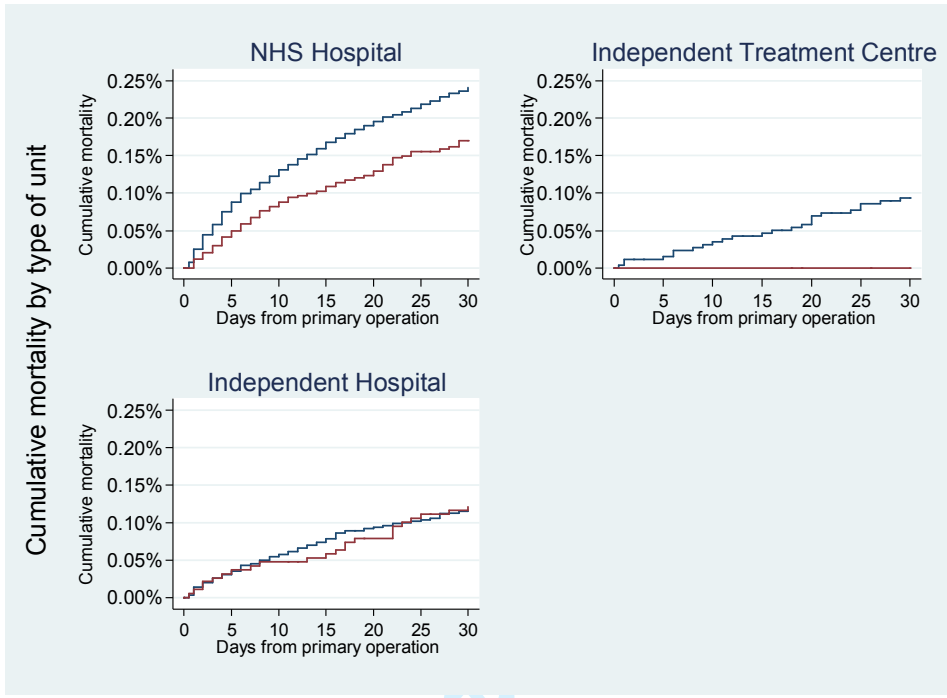 Cumulative mortality by type of unit
NHS Hospital
Cumulative mortality
0.25%
0.20%
0.15%
0.10%
0.05%
0.00%
0 5 10 15 20 25 30
Days from primary operation
Independent Treatment Centre
Cumulative mortality
0.25%
0.20%
0.15%
0.10%
0.05%
0.00%
0 5 10 15 20 25 30
Days from primary operation
Independent Hospital
Cumulative mortality
0.25%
0.20%
0.15%
0.10%
0.05%
0.00%
0 5 10 15 20 25 30
Days from primary operation